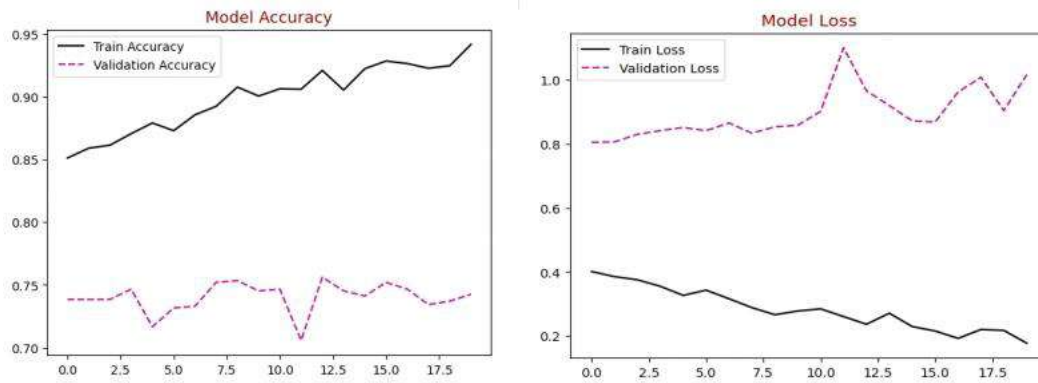 Model Accuracy
0.95
0.90
0.85
0.80
0.75
0.70
Train Accuracy
Validation Accuracy
0.0 2.5 5.0 7.5 10.0 12.5 15.0 17.5
Model Loss
1.0
0.8
0.6
0.4
0.2
Train Loss
Validation Loss
0.0 2.5 5.0 7.5 10.0 12.5 15.0 17.5